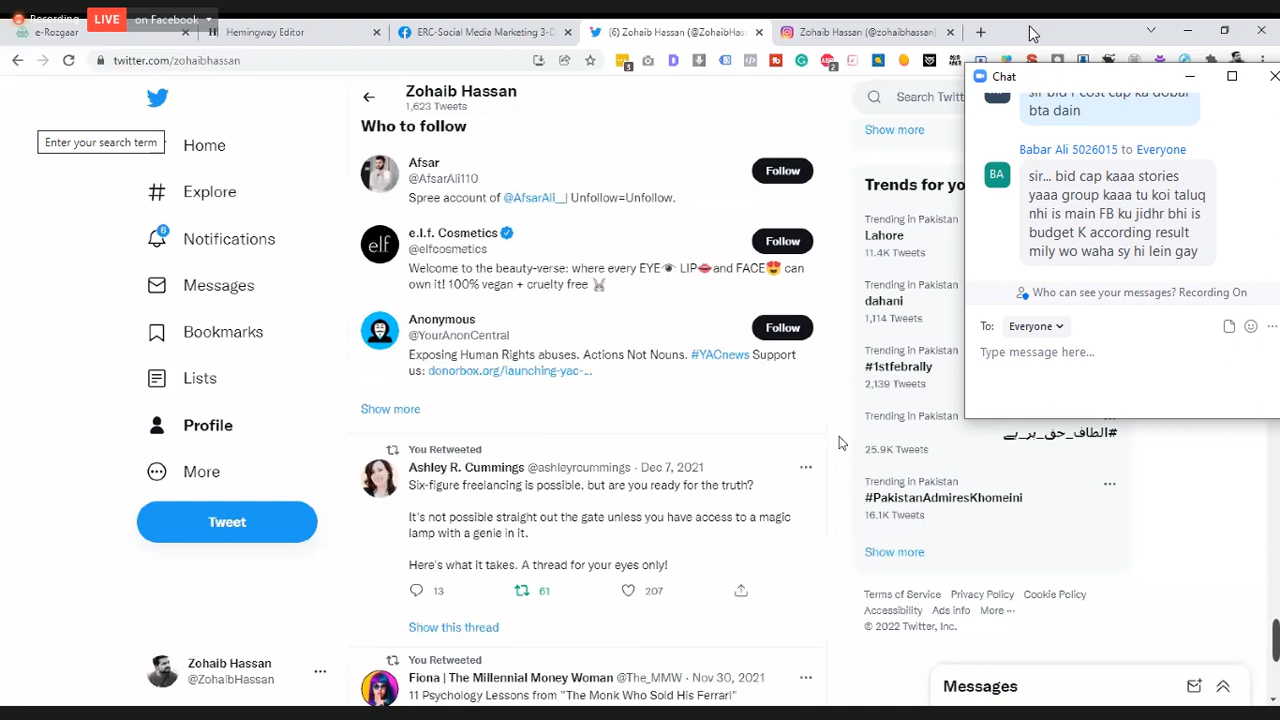 Recording
LIVE
on Facebook
e-Rozgaar
Hemingway Editor
ERC-Social Media Marketing 3-D
(6) Zohaib Hassan (@zohaibhass
Zohaib Hassan (@zohaibhassan)
twitter.com/zohaibhassan
3
2
Enter your search term
Home
Explore
6
Notifications
Messages
Bookmarks
Lists
Profile
More
Tweet
Zohaib Hassan
@ZohaIbHassan
Zohaib Hassan
1,623 Tweets
Who to follow
Afsar
@AfsarAli110
Spree account of @AfsarAli__| Unfollow=Unfollow.
Follow
e.l.f. Cosmetics
@elfcosmetics
Welcome to the beauty-verse: where every EYE👁 LIP👄and FACE😍 can
own it! 100% vegan + cruelty free 🐰
Follow
elf
Anonymous
@YourAnonCentral
Exposing Human Rights abuses. Actions Not Nouns. #YACnews Support
us: donorbox.org/launching-yac-...
Follow
Show more
You Retweeted
Ashley R. Cummings @ashleyrcummings · Dec 7, 2021
Six-figure freelancing is possible, but are you ready for the truth?
It's not possible straight out the gate unless you have access to a magic
lamp with a genie in it.
Here's what it takes. A thread for your eyes only!
13
61
207
Show this thread
You Retweeted
Fiona | The Millennial Money Woman @The_MMW · Nov 30, 2021
11 Psychology Lessons from "The Monk Who Sold His Ferrari"
Search Twitt
Show more
Trends for yo
Trending in Pakistan
Lahore
11.4K Tweets
Trending in Pakistan
dahani
1,114 Tweets
Trending in Pakistan
#1stfebrally
2,139 Tweets
Trending in Pakistan
#الطاف_حق_پر_ہے
25.9K Tweets
Trending in Pakistan
#PakistanAdmiresKhomeini
16.1K Tweets
Show more
Terms of Service Privacy Policy Cookie Policy
Accessibility Ads info More ···
© 2022 Twitter, Inc.
Messages
Chat
sir bid r cost cap ka dobar
bta dain
Babar Ali 5026015 to Everyone
BA
sir... bid cap kaaa stories
yaaa group kaaa tu koi taluq
nhi is main FB ku jidhr bhi is
budget K according result
mily wo waha sy hi lein gay
Who can see your messages? Recording On
To: Everyone
Type message here...